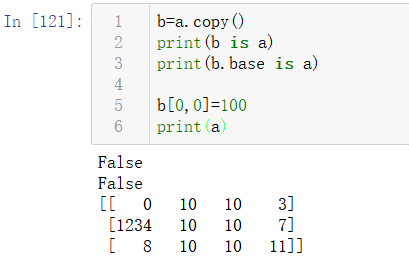 In [121]:
1 b=a.copy()
2 print(b is a)
3 print(b.base is a)
4
5 b[0,0]=100
6 print(a)
False
False
[[   0   10   10    3]
 [1234   10   10    7]
 [   8   10   10   11]]